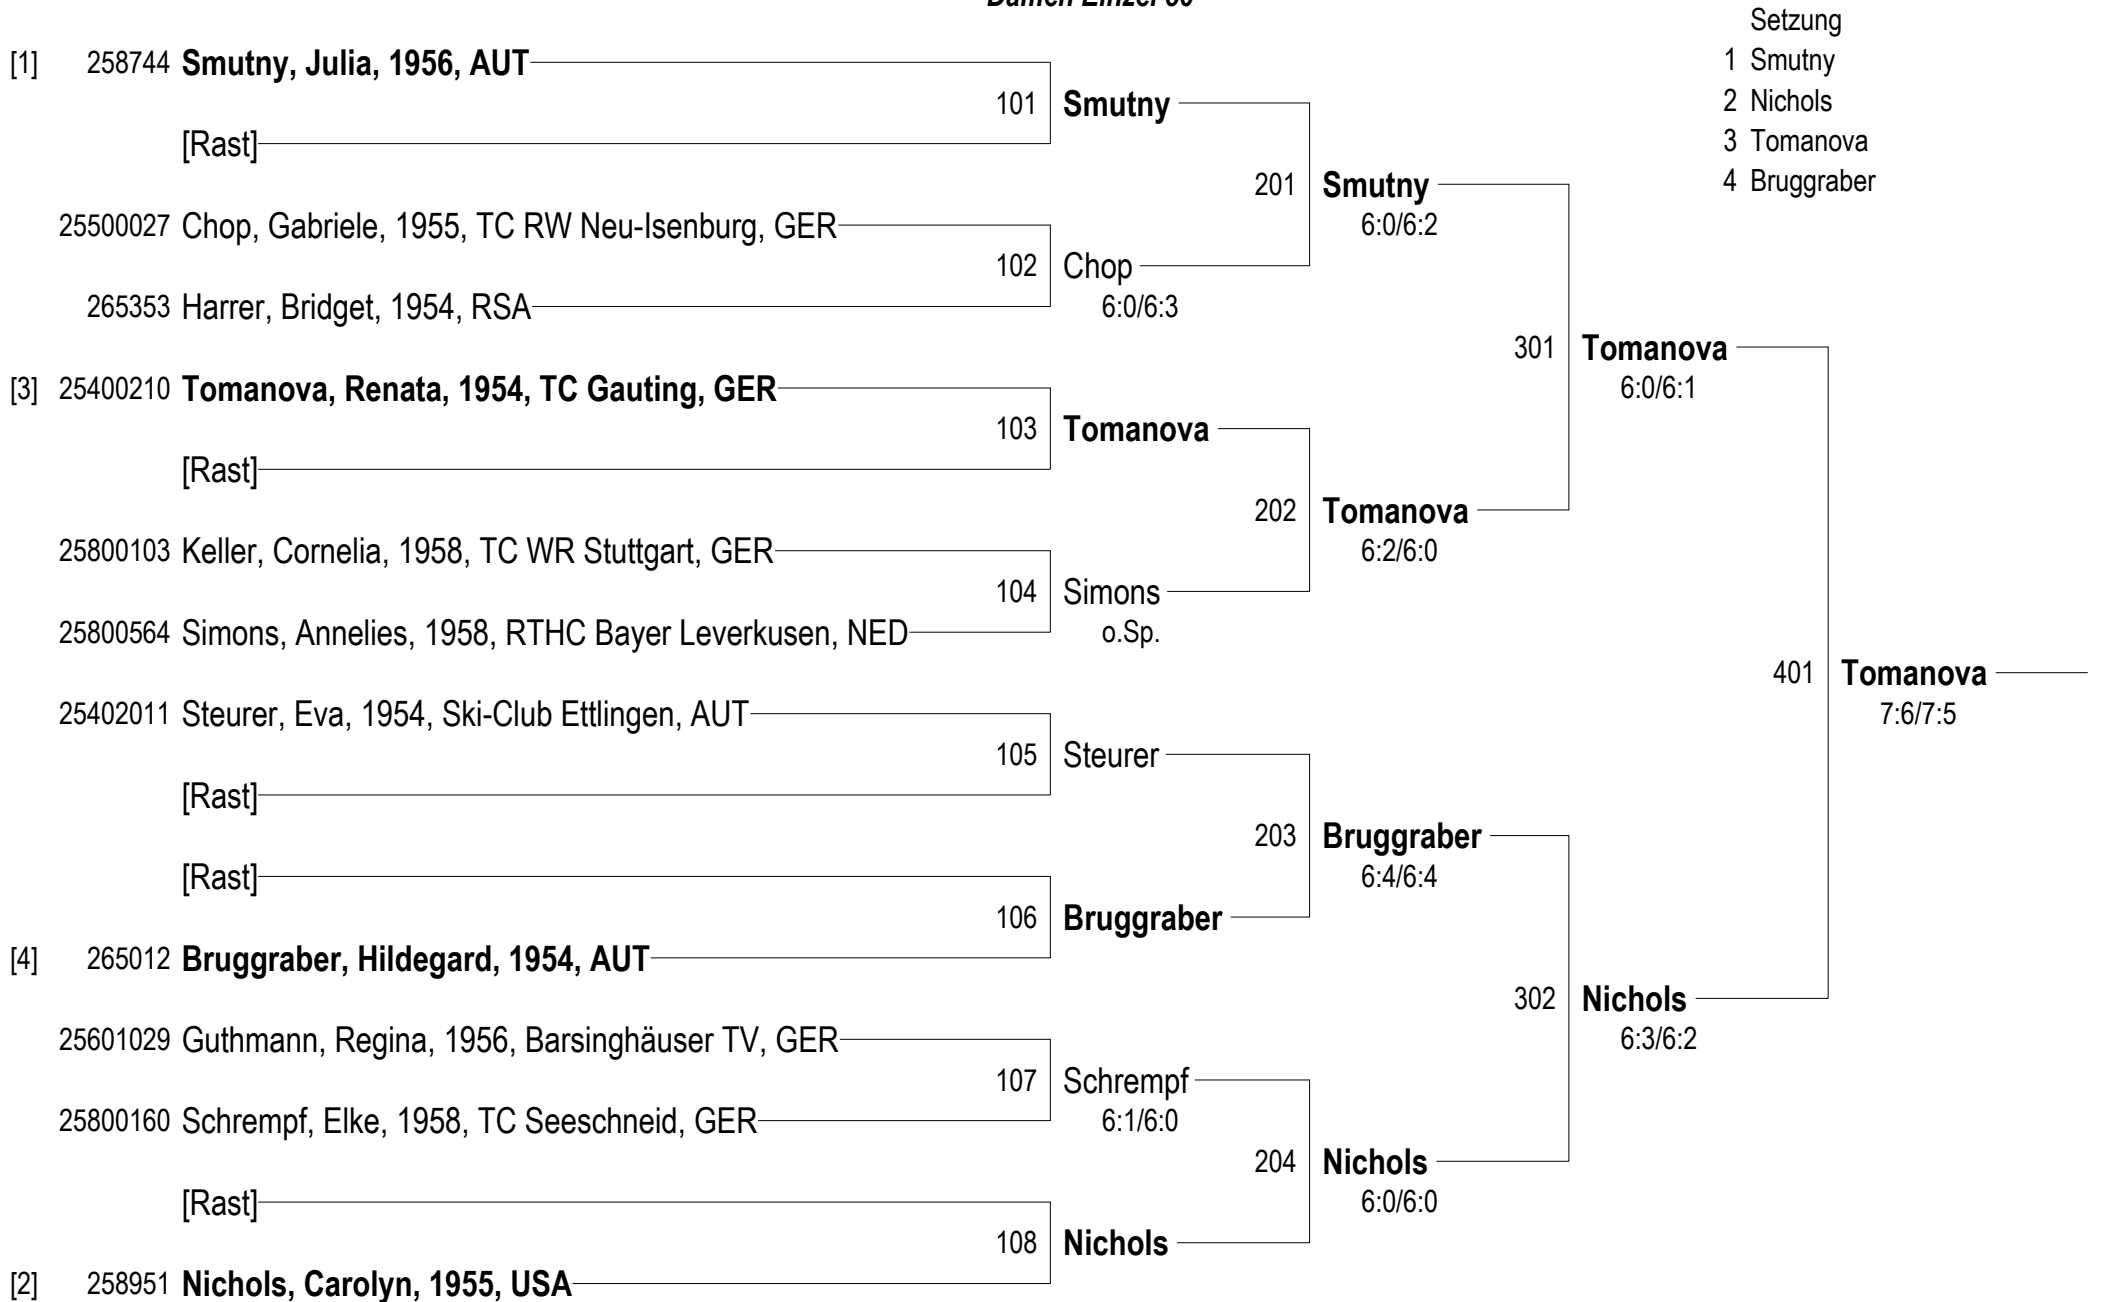 Damen Einzel
Setzung
1 Smutny
2 Nichols
3 Tomanova
4 Bruggraber
[1] 258744 Smutny, Julia, 1956, AUT
101 Smutny
[Rast]
201 Smutny
6:0/6:2
25500027 Chop, Gabriele, 1955, TC RW Neu-Isenburg, GER
102 Chop
6:0/6:3
265353 Harrer, Bridget, 1954, RSA
301 Tomanova
6:0/6:1
[3] 25400210 Tomanova, Renata, 1954, TC Gauting, GER
103 Tomanova
[Rast]
202 Tomanova
6:2/6:0
25800103 Keller, Cornelia, 1958, TC WR Stuttgart, GER
104 Simons
o.Sp.
25800564 Simons, Annelies, 1958, RTHC Bayer Leverkusen, NED
401 Tomanova
7:6/7:5
25402011 Steurer, Eva, 1954, Ski-Club Ettlingen, AUT
105 Steurer
[Rast]
203 Bruggraber
6:4/6:4
[Rast]
106 Bruggraber
[4] 265012 Bruggraber, Hildegard, 1954, AUT
302 Nichols
6:3/6:2
25601029 Guthmann, Regina, 1956, Barsinghäuser TV, GER
107 Schrempf
6:1/6:0
25800160 Schrempf, Elke, 1958, TC Seeschneid, GER
204 Nichols
6:0/6:0
[Rast]
108 Nichols
[2] 258951 Nichols, Carolyn, 1955, USA